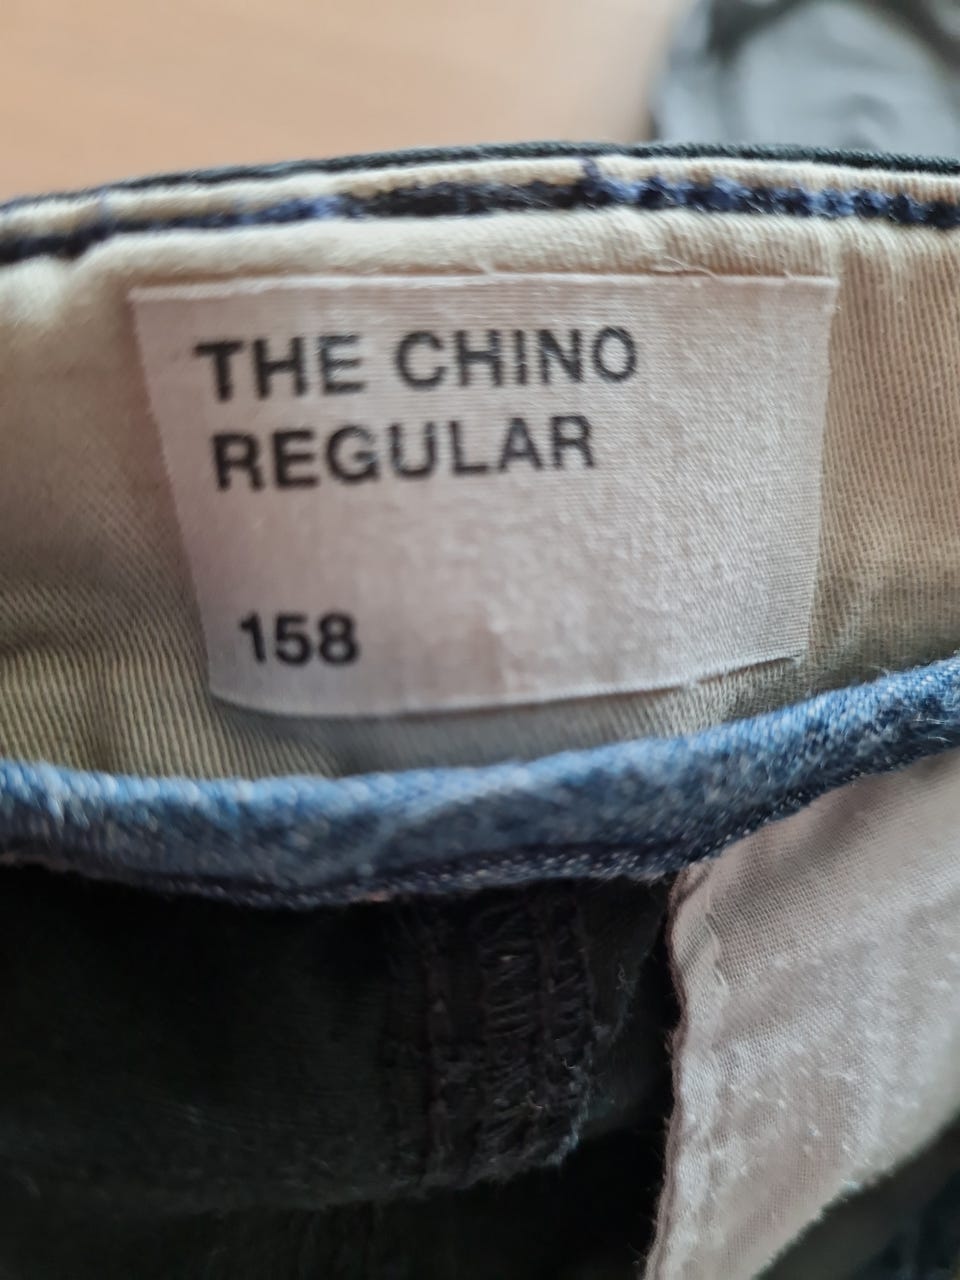 THE CHINO
REGULAR
158